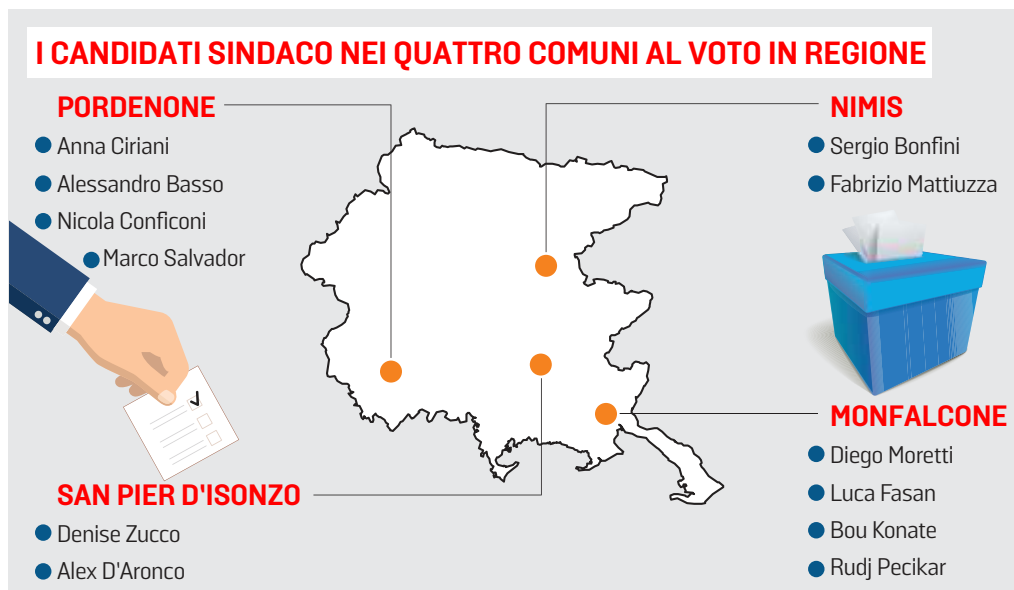 I CANDIDATI SINDACO NEI QUATTRO COMUNI AL VOTO IN REGIONE
PORDENONE
Anna Ciriani
Alessandro Basso
Nicola Conficoni
Marco Salvador
NIMIS
Sergio Bonfini
Fabrizio Mattiuzza
SAN PIER D'ISONZO
Denise Zucco
Alex D'Aronco
MONFALCONE
Diego Moretti
Luca Fasan
Bou Konate
Rudj Pecikar